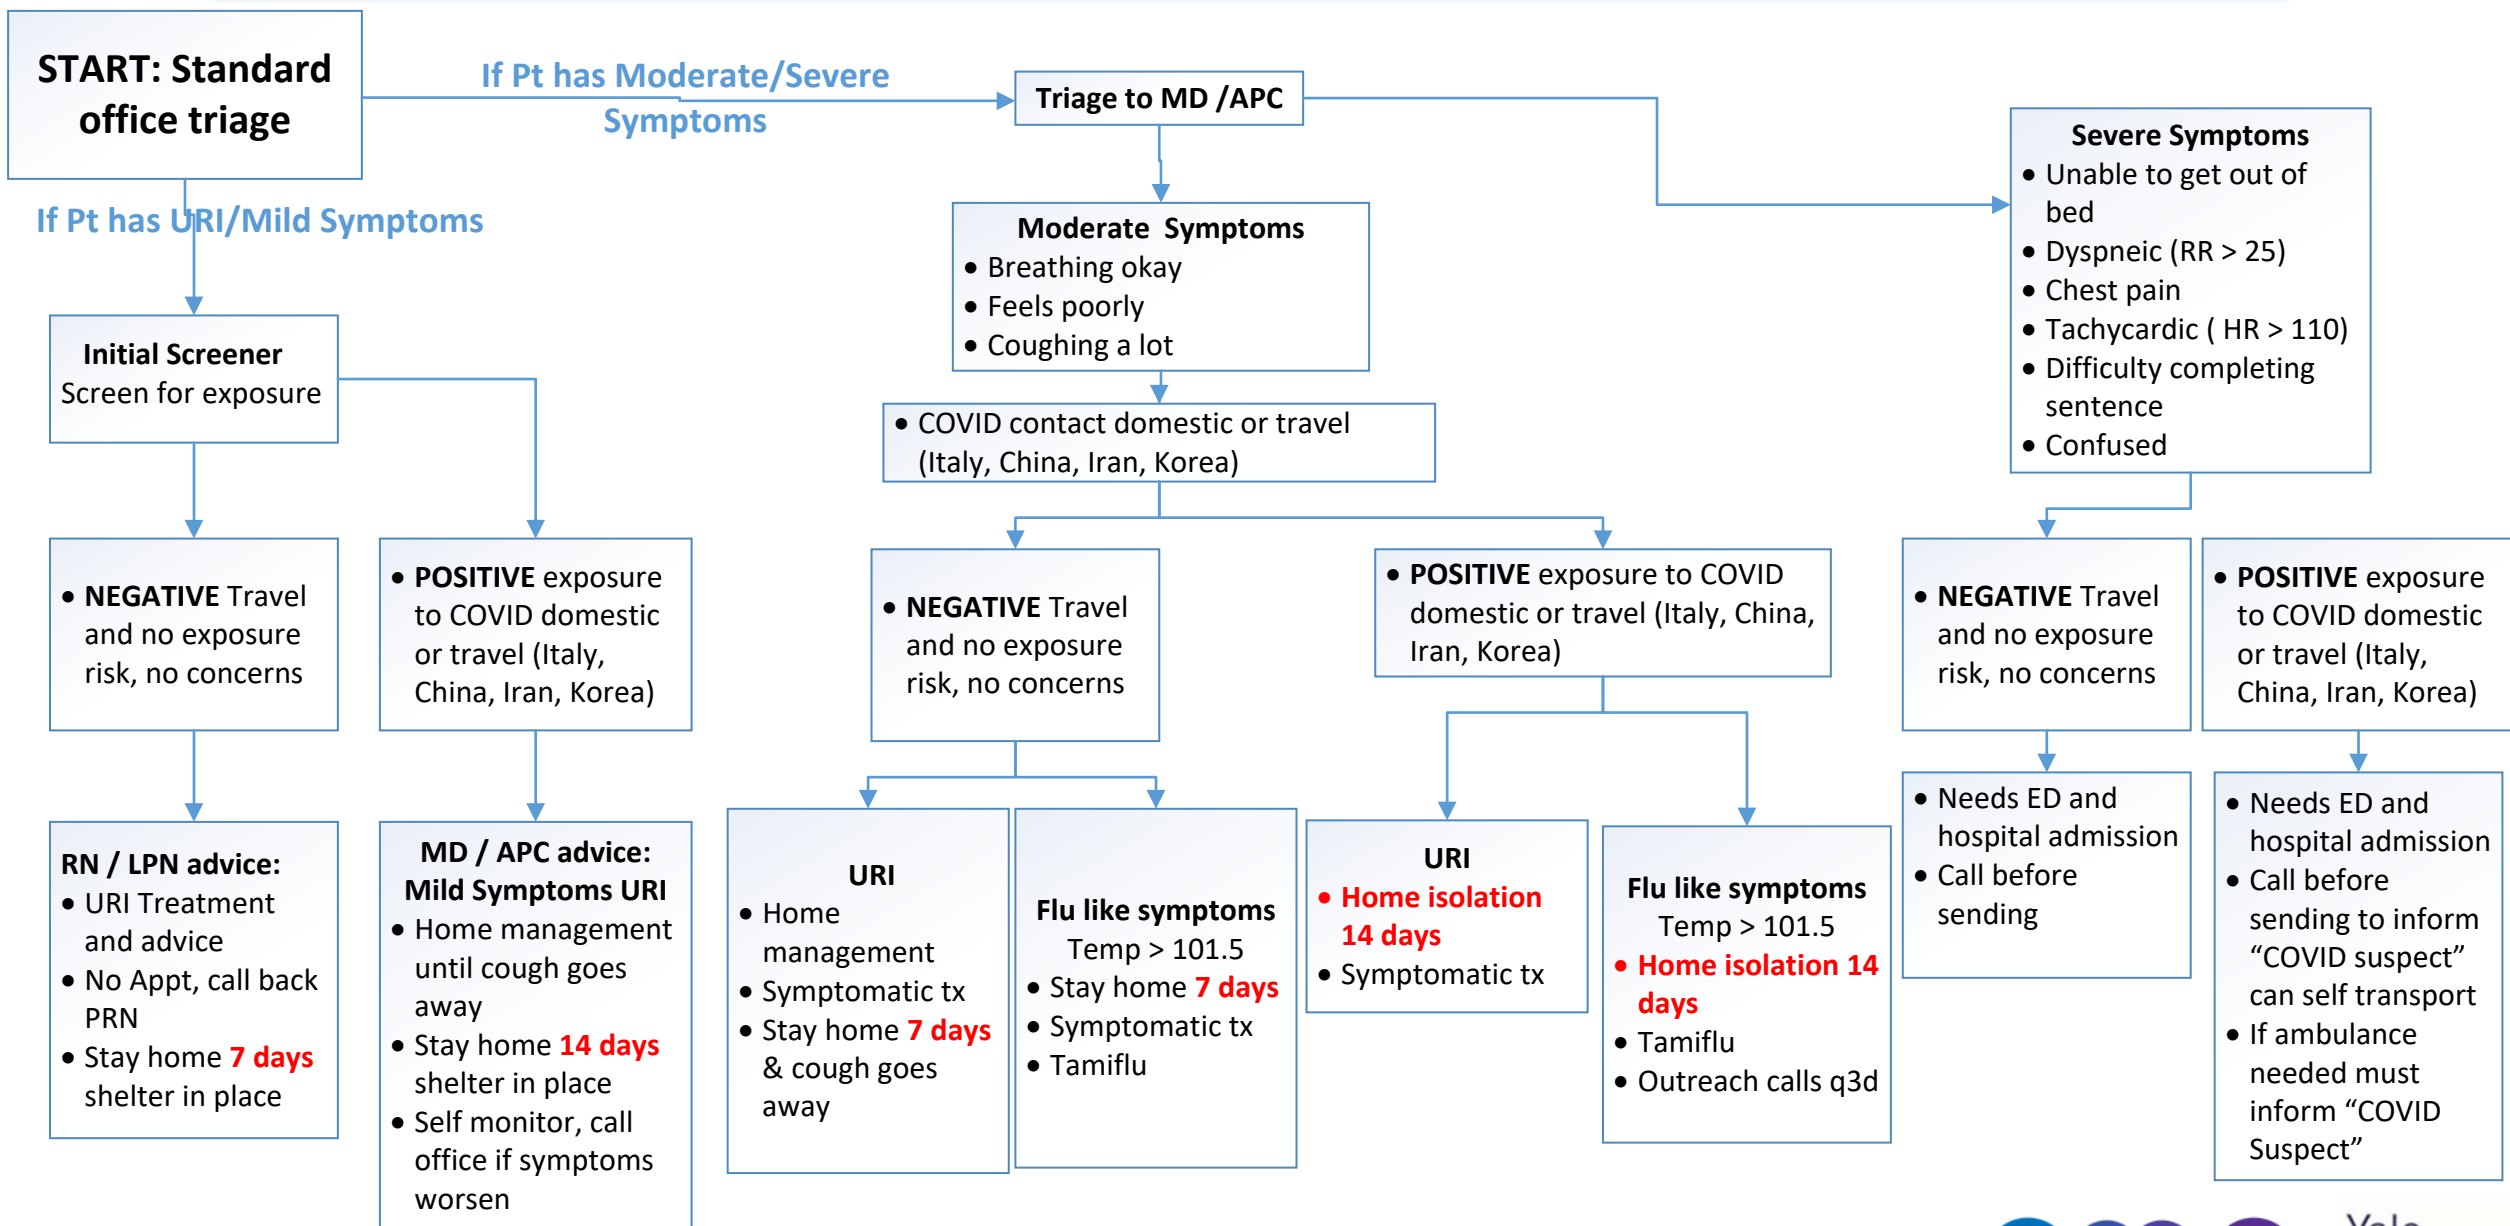 START: Standard
office triage
If Pt has Moderate/Severe
Symptoms
Triage to MD /APC
If Pt has URI/Mild Symptoms
Severe Symptoms
• Unable to get out of
bed
• Dyspneic (RR > 25)
• Chest pain
• Tachycardic ( HR > 110)
• Difficulty completing
sentence
• Confused
Moderate  Symptoms
• Breathing okay
• Feels poorly
• Coughing a lot
Initial Screener
Screen for exposure
• COVID contact domestic or travel
(Italy, China, Iran, Korea)
• NEGATIVE Travel
and no exposure
risk, no concerns
• POSITIVE exposure
to COVID domestic
or travel (Italy,
China, Iran, Korea)
• NEGATIVE Travel
and no exposure
risk, no concerns
• POSITIVE exposure to COVID
domestic or travel (Italy, China,
Iran, Korea)
• NEGATIVE Travel
and no exposure
risk, no concerns
• POSITIVE exposure
to COVID domestic
or travel (Italy,
China, Iran, Korea)
RN / LPN advice:
• URI Treatment
and advice
• No Appt, call back
PRN
• Stay home 7 days
shelter in place
MD / APC advice:
Mild Symptoms URI
• Home management
until cough goes
away
• Stay home 14 days
shelter in place
• Self monitor, call
office if symptoms
worsen
URI
• Home
management
• Symptomatic tx
• Stay home 7 days
& cough goes
away
Flu like symptoms
Temp > 101.5
• Stay home 7 days
• Symptomatic tx
• Tamiflu
URI
• Home isolation
14 days
• Symptomatic tx
Flu like symptoms
Temp > 101.5
• Home isolation 14
days
• Tamiflu
• Outreach calls q3d
• Needs ED and
hospital admission
• Call before
sending
• Needs ED and
hospital admission
• Call before
sending to inform
“COVID suspect”
can self transport
• If ambulance
needed must
inform “COVID
Suspect”
Yale